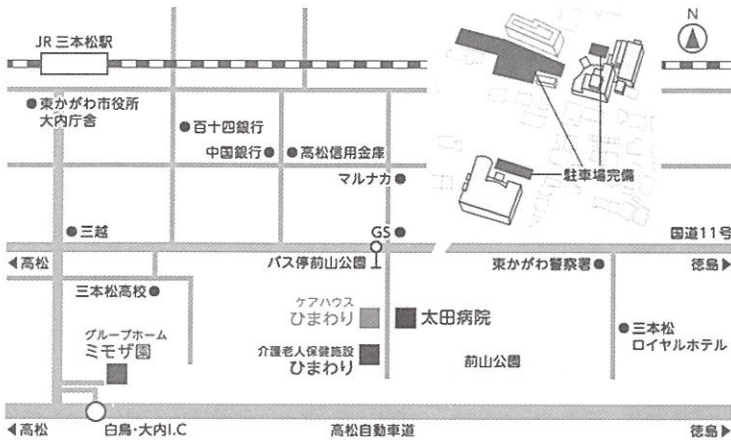 JR 三本松駅
N
東かがわ市役所
大内庁舎
百十四銀行
中国銀行
高松信用金庫
マルナカ
駐車場完備
三越
GS
国道11号
高松
バス停前山公園
東かがわ警察署
徳島
三本松高校
ケアハウス
ひまわり
太田病院
三本松
ロイヤルホテル
グループホーム
ミモザ園
介護老人保健施設
ひまわり
前山公園
高松
白鳥・大内I.C
高松自動車道
徳島